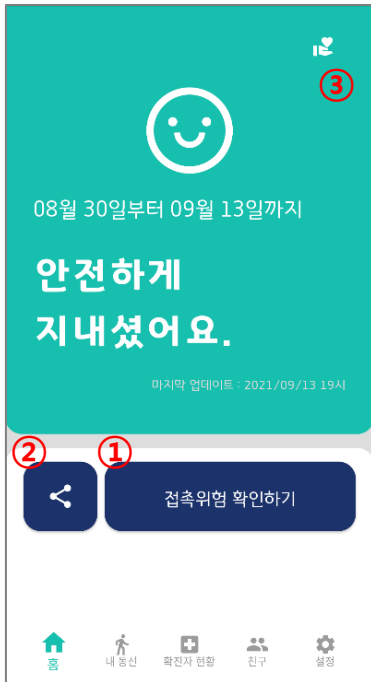 ③
08월 30일부터 09월 13일까지
안전하게
지내셨어요.
마지막 업데이트 : 2021/09/13 19시
② ①
접촉위험 확인하기
홈 내 동선 확진자 현황 친구 설정